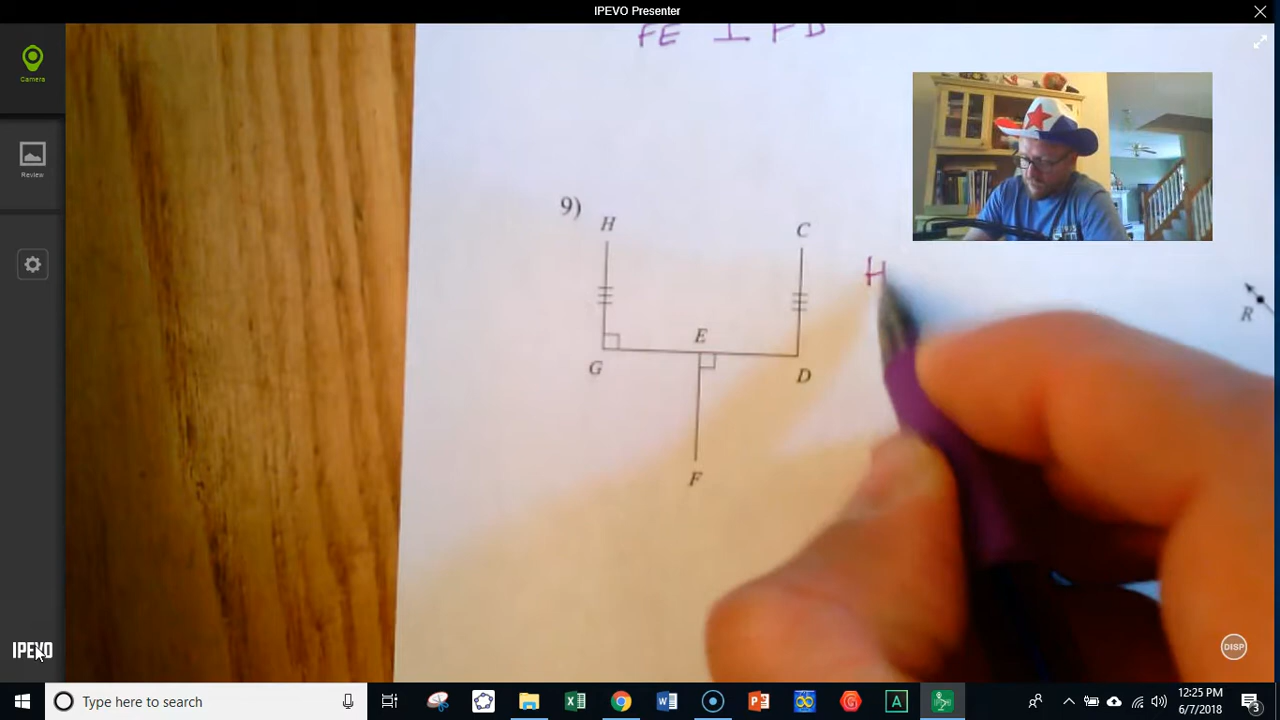 IPEVO Presenter
Camera
Review
FE ⊥ FD
9)
H
C
H
E
G
D
F
R
IPEVO
DISP
Type here to search
12:25 PM
6/7/2018
3